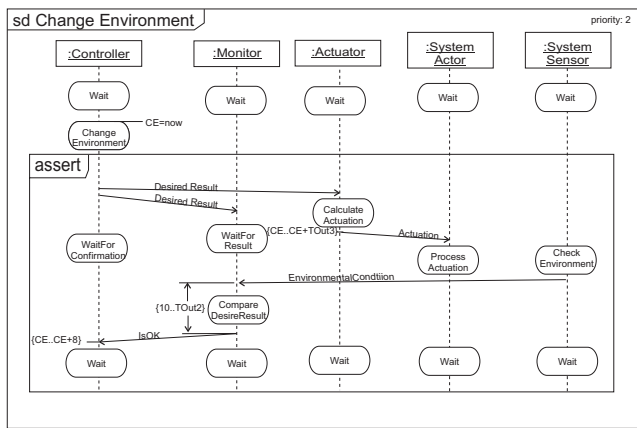 sd Change Environment
priority: 2
:Controller
:Monitor
:Actuator
:System
Actor
:System
Sensor
Wait
Wait
Wait
Wait
Wait
CE=now
Change
Environment
assert
Desired Result
Desired Result
Calculate
Actuation
{CE..CE+TOut3}
Actuation
WaitFor
Confirmation
WaitFor
Result
Process
Actuation
Check
Environment
EnvironmentalCondtiion
{10..TOut2}
Compare
DesireResult
IsOK
{CE..CE+8}
Wait
Wait
Wait
Wait
Wait